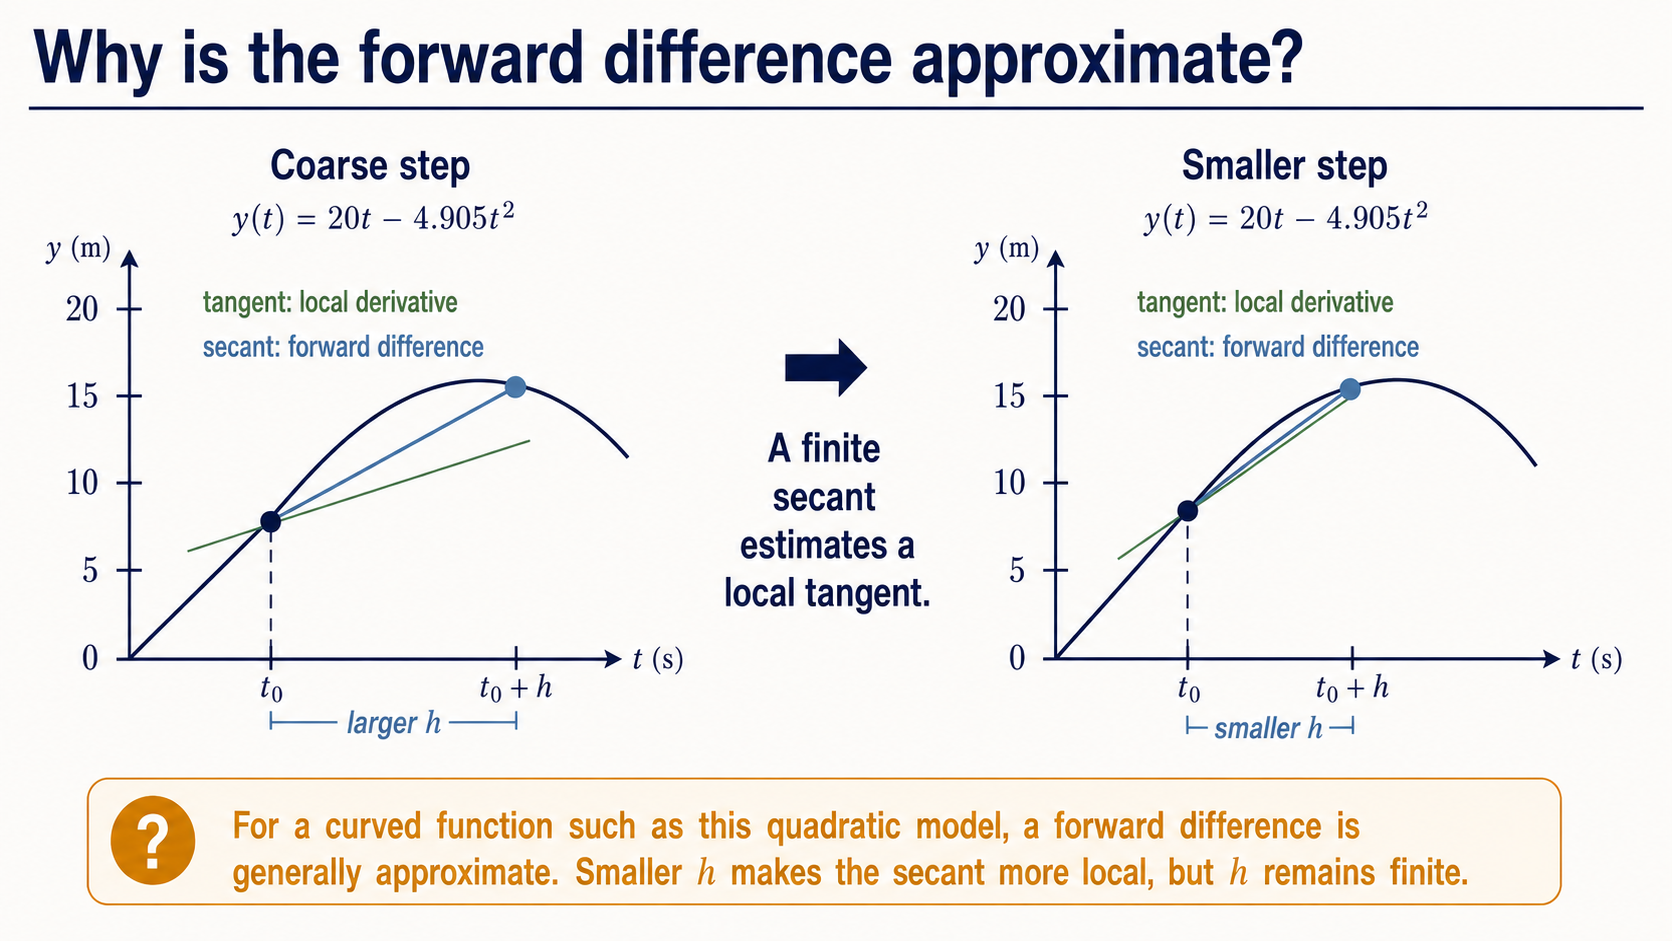 Why is the forward difference approximate?
Coarse step
y(t) = 20t − 4.905t²
y (m)
20
15
10
5
0
tangent: local derivative
secant: forward difference
t₀
t₀ + h
t (s)
larger h
A finite
secant
estimates a
local tangent.
Smaller step
y(t) = 20t − 4.905t²
y (m)
20
15
10
5
0
tangent: local derivative
secant: forward difference
t₀
t₀ + h
t (s)
smaller h
?
For a curved function such as this quadratic model, a forward difference is
generally approximate. Smaller h makes the secant more local, but h remains finite.